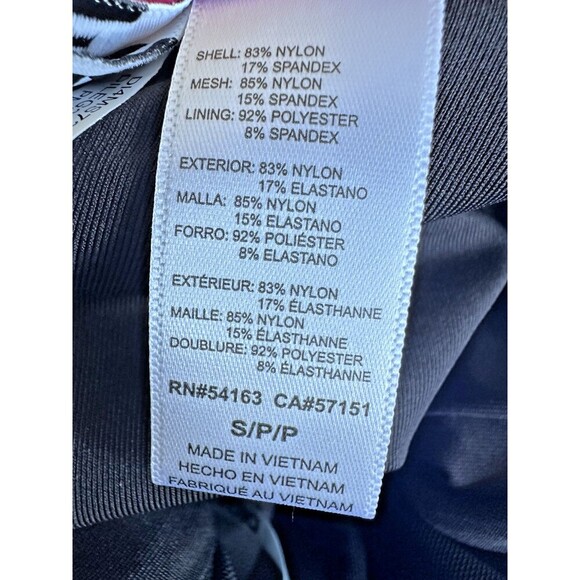 SHELL: 83% NYLON
17% SPANDEX
MESH: 85% NYLON
15% SPANDEX
LINING: 92% POLYESTER
8% SPANDEX
EXTERIOR: 83% NYLON
17% ELASTANO
MALLA: 85% NYLON
15% ELASTANO
FORRO: 92% POLIÉSTER
8% ELASTANO
EXTÉRIEUR: 83% NYLON
17% ÉLASTHANNE
MAILLE: 85% NYLON
15% ÉLASTHANNE
DOUBLURE: 92% POLYESTER
8% ÉLASTHANNE
RN#54163 CA#57151
S/P/P
MADE IN VIETNAM
HECHO EN VIETNAM
FABRIQUÉ AU VIETNAM